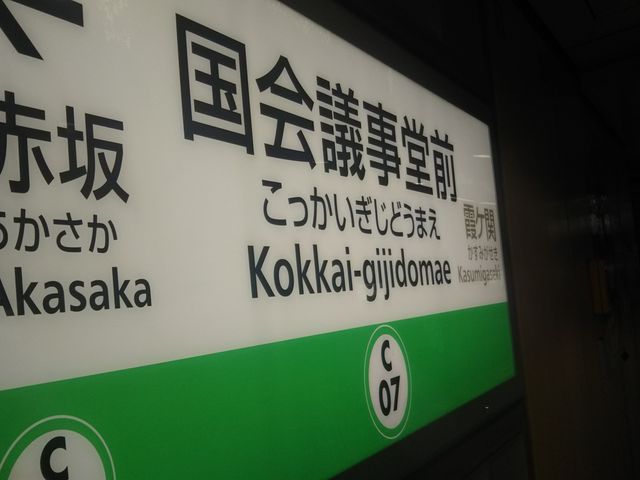 赤坂
あかさか
Akasaka
国会議事堂前
こっかいぎじどうまえ
Kokkai-gijidomae
霞ケ関
かすみがせき
Kasumigaseki
C
07
C